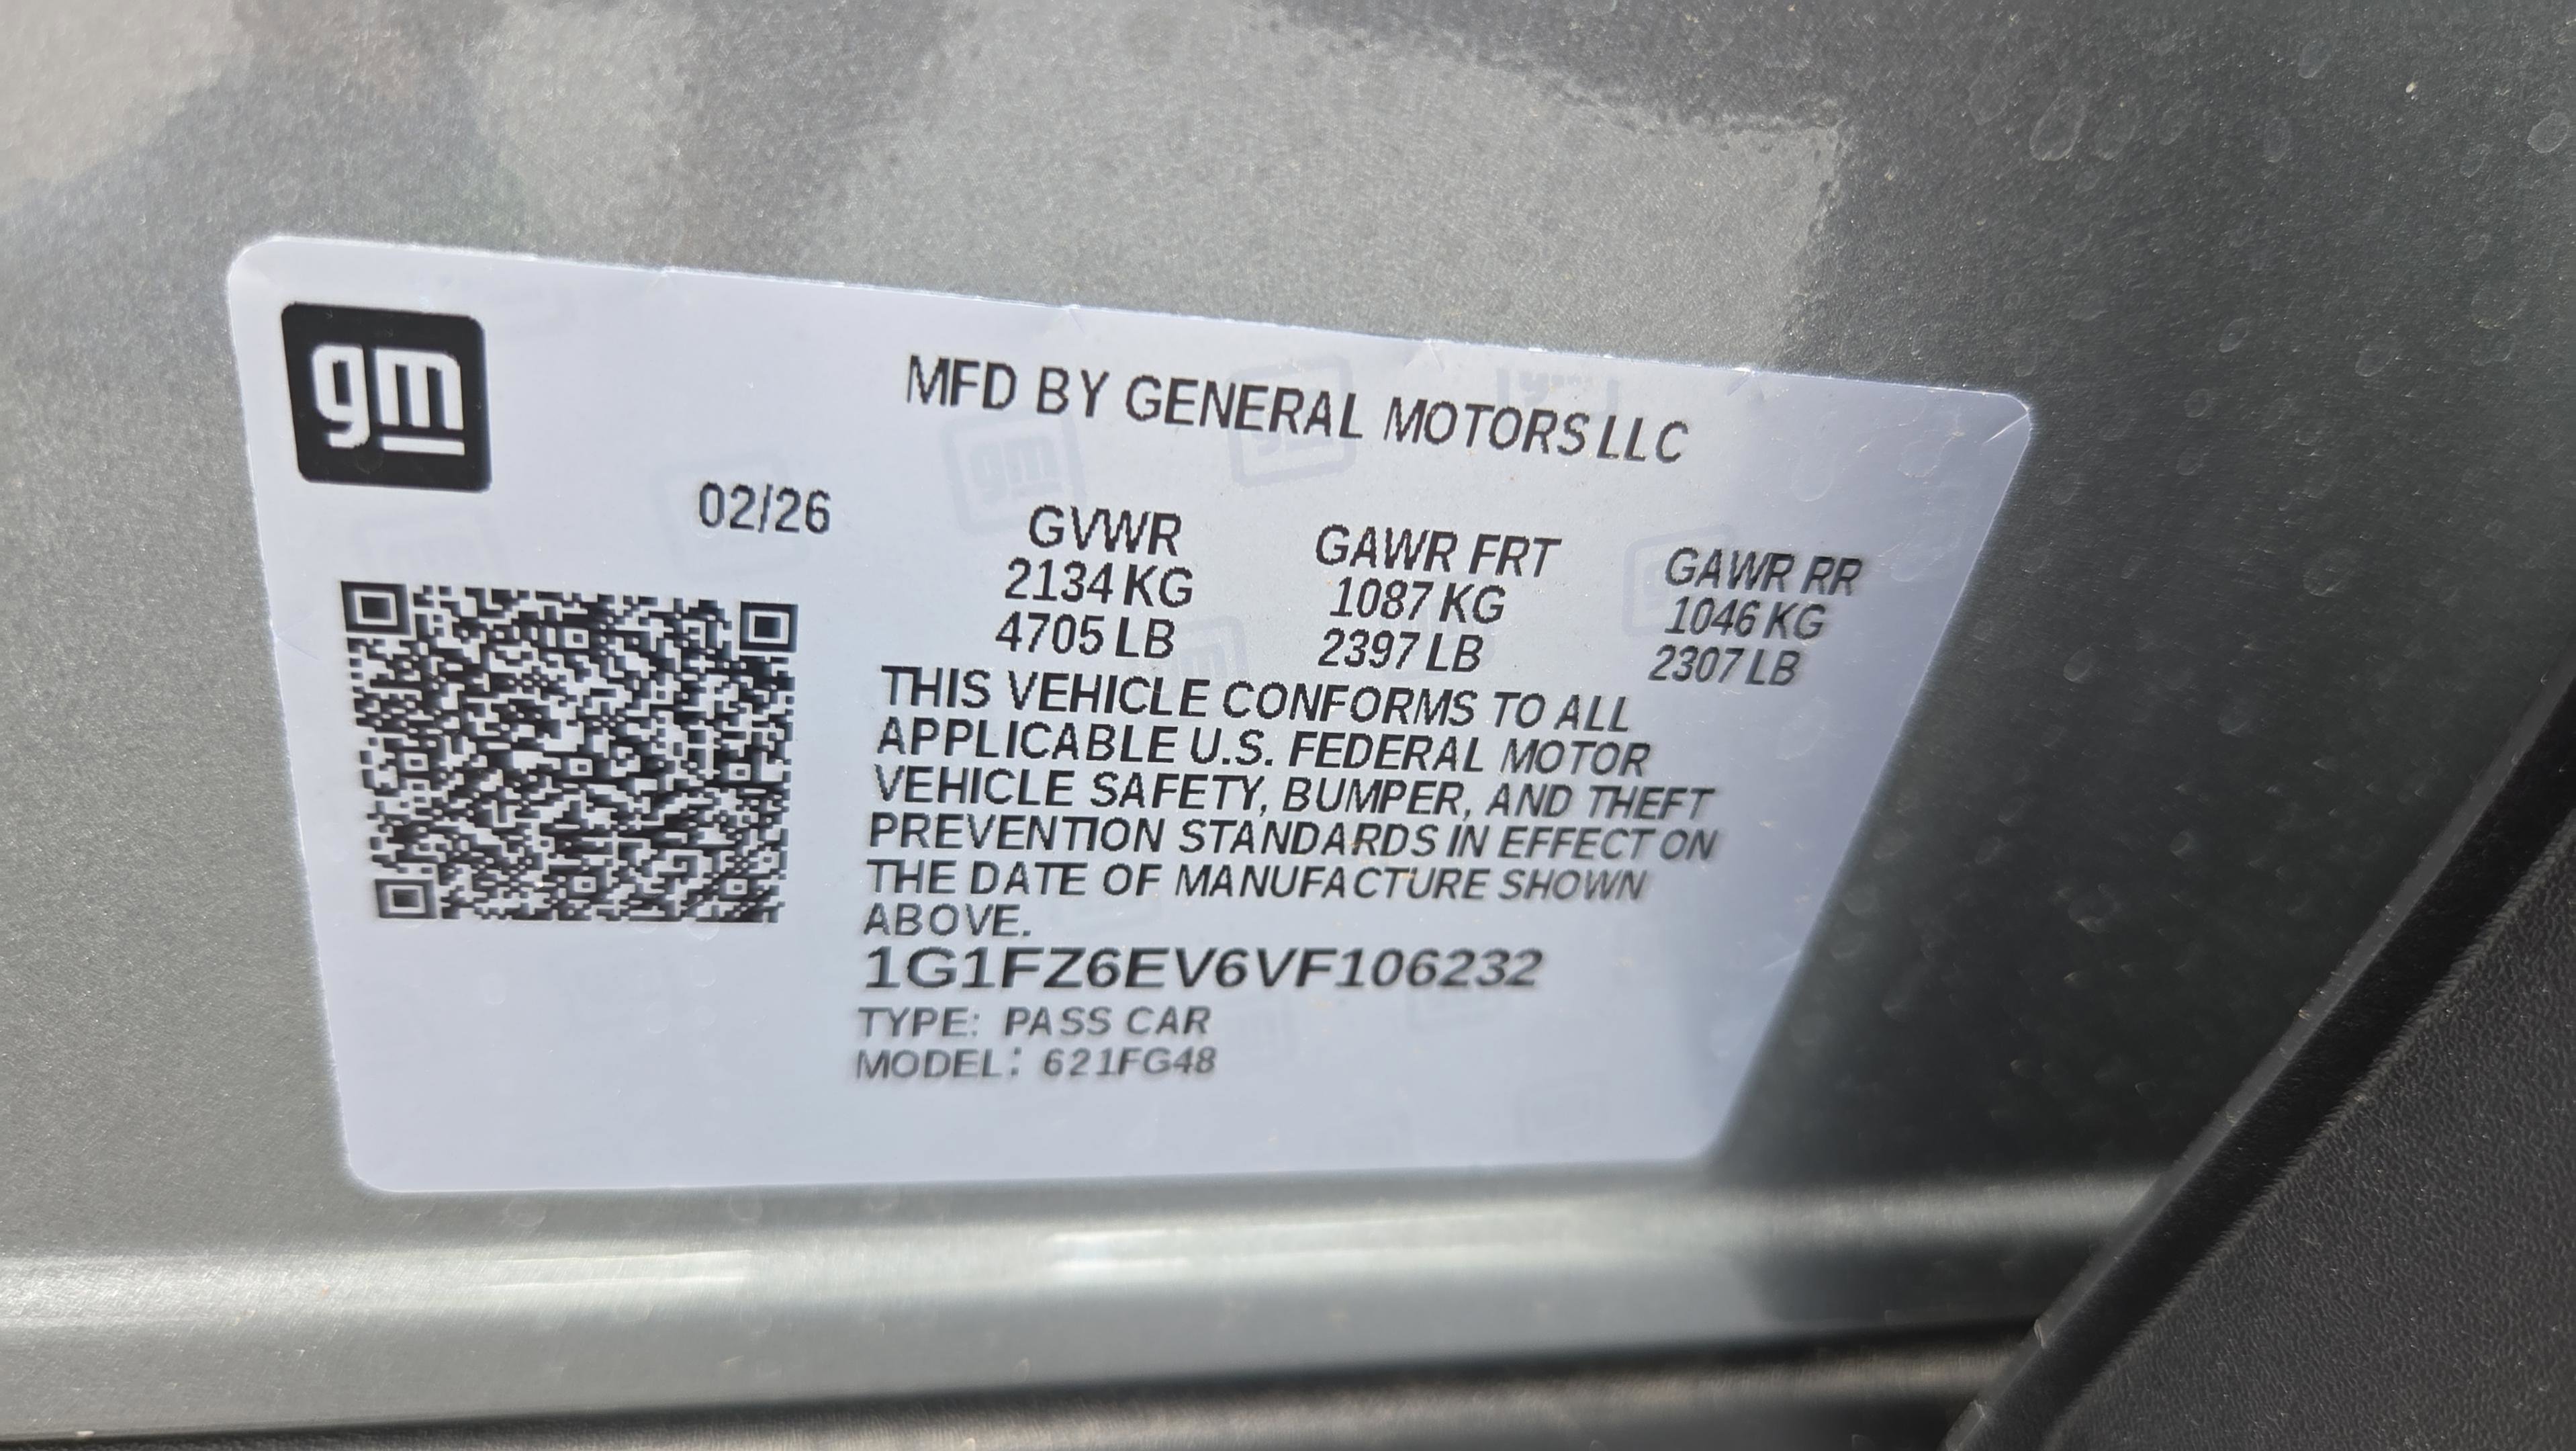 gm
MFD BY GENERAL MOTORS LLC
02/26
GVWR GAWR FRT GAWR RR
2134 KG 1087 KG 1046 KG
4705 LB 2397 LB 2307 LB
THIS VEHICLE CONFORMS TO ALL
APPLICABLE U.S. FEDERAL MOTOR
VEHICLE SAFETY, BUMPER, AND THEFT
PREVENTION STANDARDS IN EFFECT ON
THE DATE OF MANUFACTURE SHOWN
ABOVE.
1G1FZ6EV6VF106232
TYPE: PASS CAR
MODEL: 621FG48